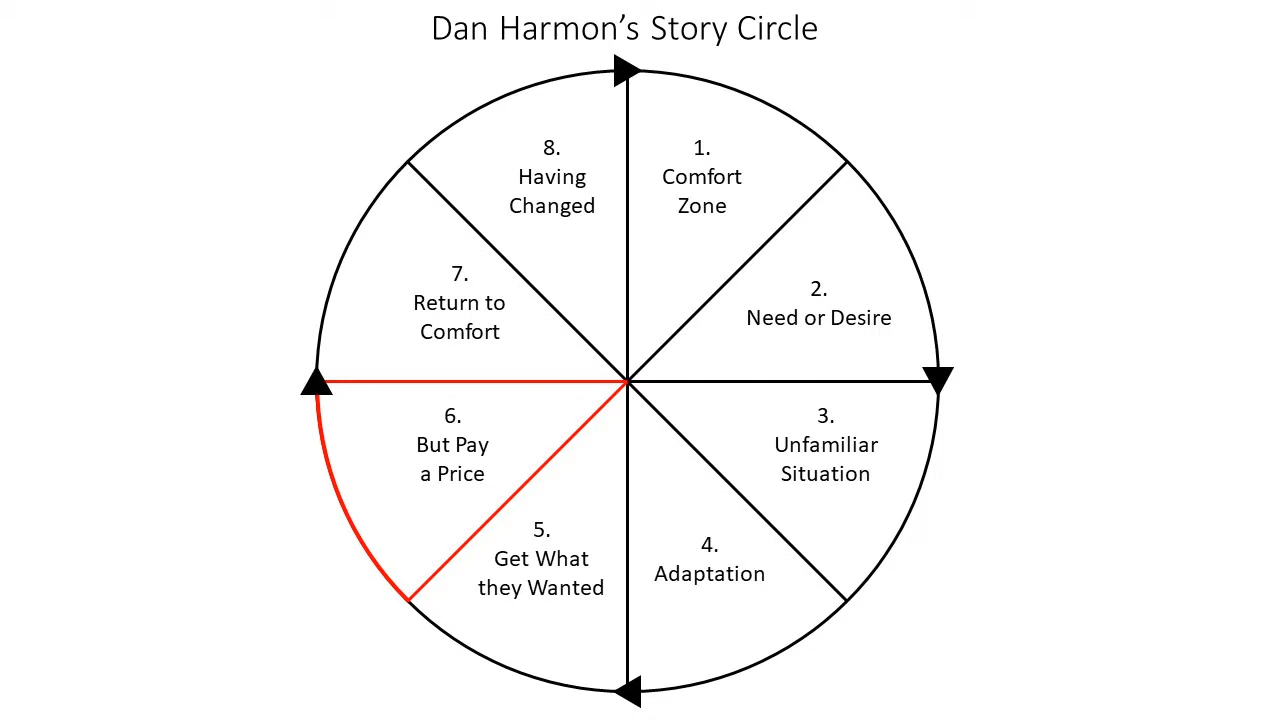 Dan Harmon’s Story Circle
1.
Comfort
Zone
2.
Need or Desire
3.
Unfamiliar
Situation
4.
Adaptation
5.
Get What
they Wanted
6.
But Pay
a Price
7.
Return to
Comfort
8.
Having
Changed